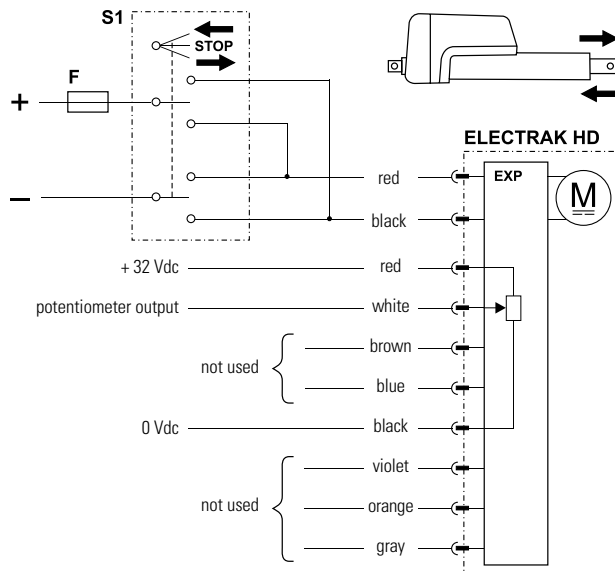 S1
STOP
F
+
–
ELECTRAK HD
EXP
M
red
black
+ 32 Vdc
red
potentiometer output
white
not used
brown
blue
0 Vdc
black
not used
violet
orange
gray